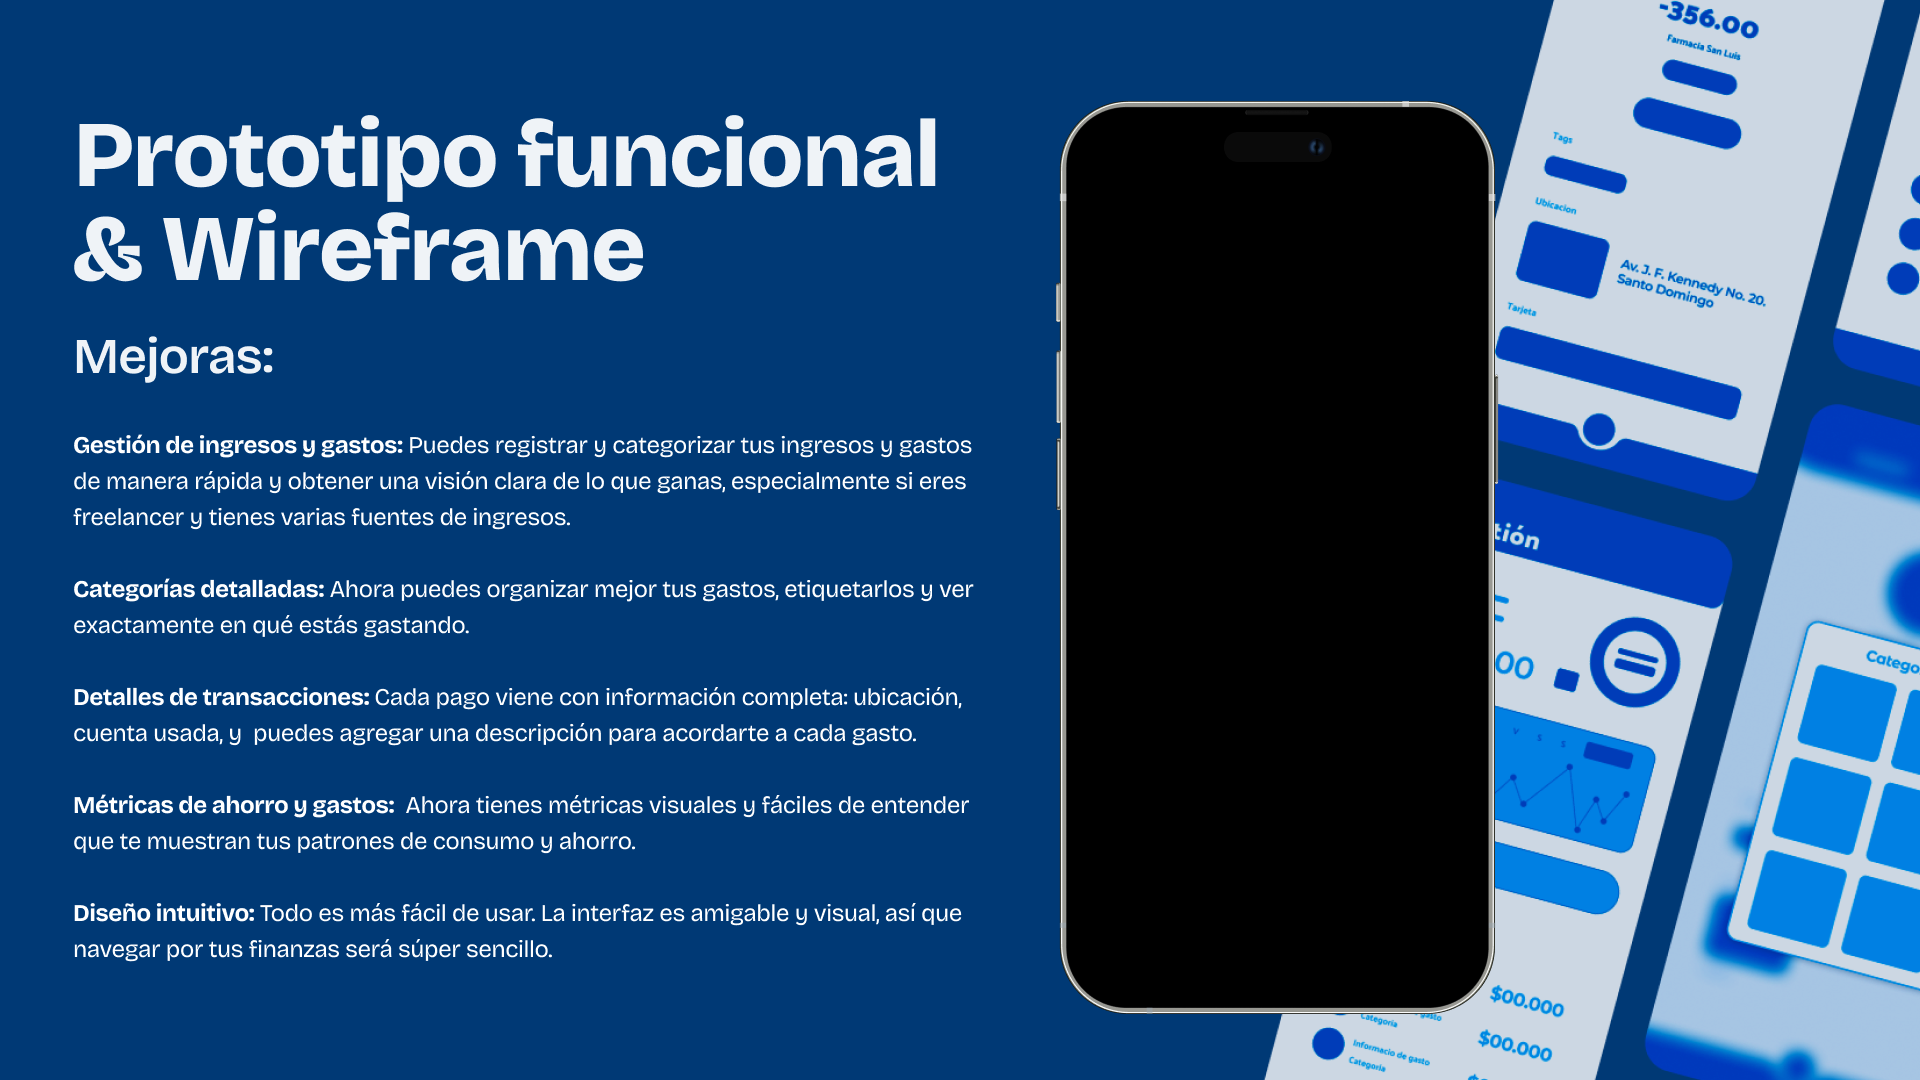 Prototipo funcional
& Wireframe
Mejoras:
Gestión de ingresos y gastos: Puedes registrar y categorizar tus ingresos y gastos
de manera rápida y obtener una visión clara de lo que ganas, especialmente si eres
freelancer y tienes varias fuentes de ingresos.
Categorías detalladas: Ahora puedes organizar mejor tus gastos, etiquetarlos y ver
exactamente en qué estás gastando.
Detalles de transacciones: Cada pago viene con información completa: ubicación,
cuenta usada, y  puedes agregar una descripción para acordarte a cada gasto.
Métricas de ahorro y gastos:  Ahora tienes métricas visuales y fáciles de entender
que te muestran tus patrones de consumo y ahorro.
Diseño intuitivo: Todo es más fácil de usar. La interfaz es amigable y visual, así que
navegar por tus finanzas será súper sencillo.
-356.00
Farmacia San Luis
Tags
Ubicacion
Av. J. F. Kennedy No. 20.
Santo Domingo
Tarjeta
tión
00
V S S
Catego
$00.000
gasto
Categoria
$00.000
Informacio de gasto
Categoria